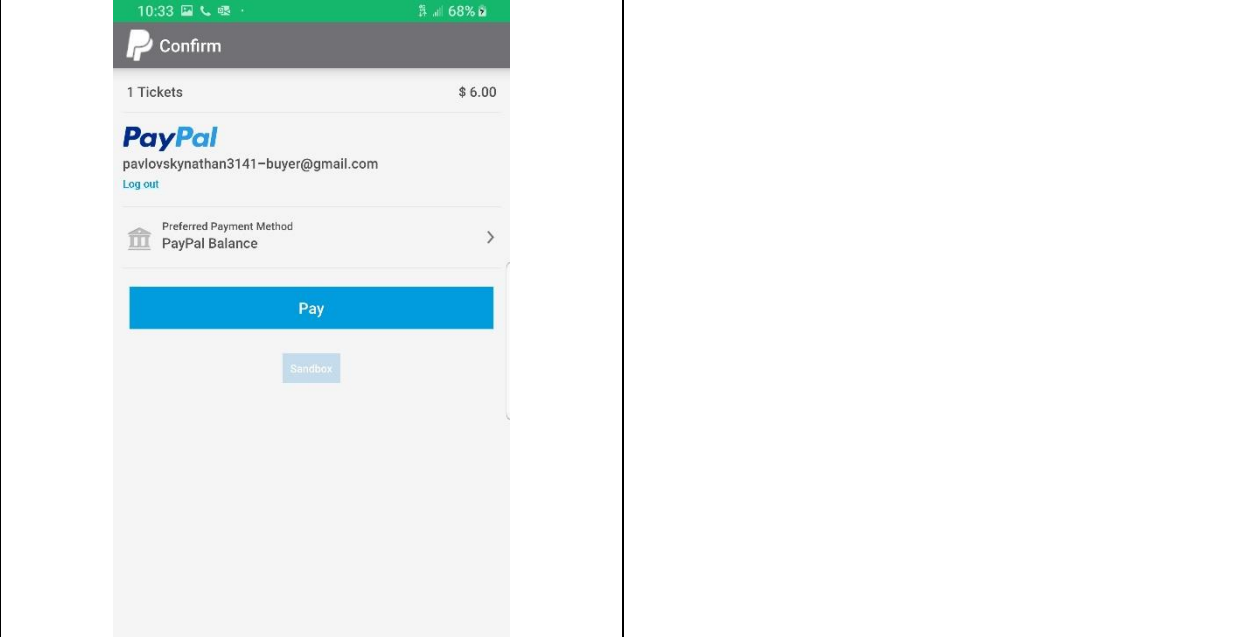 10:33 68%
Confirm
1 Tickets $ 6.00
PayPal
pavlovskynathan3141-buyer@gmail.com
Log out
Preferred Payment Method
PayPal Balance
Pay
Sandbox